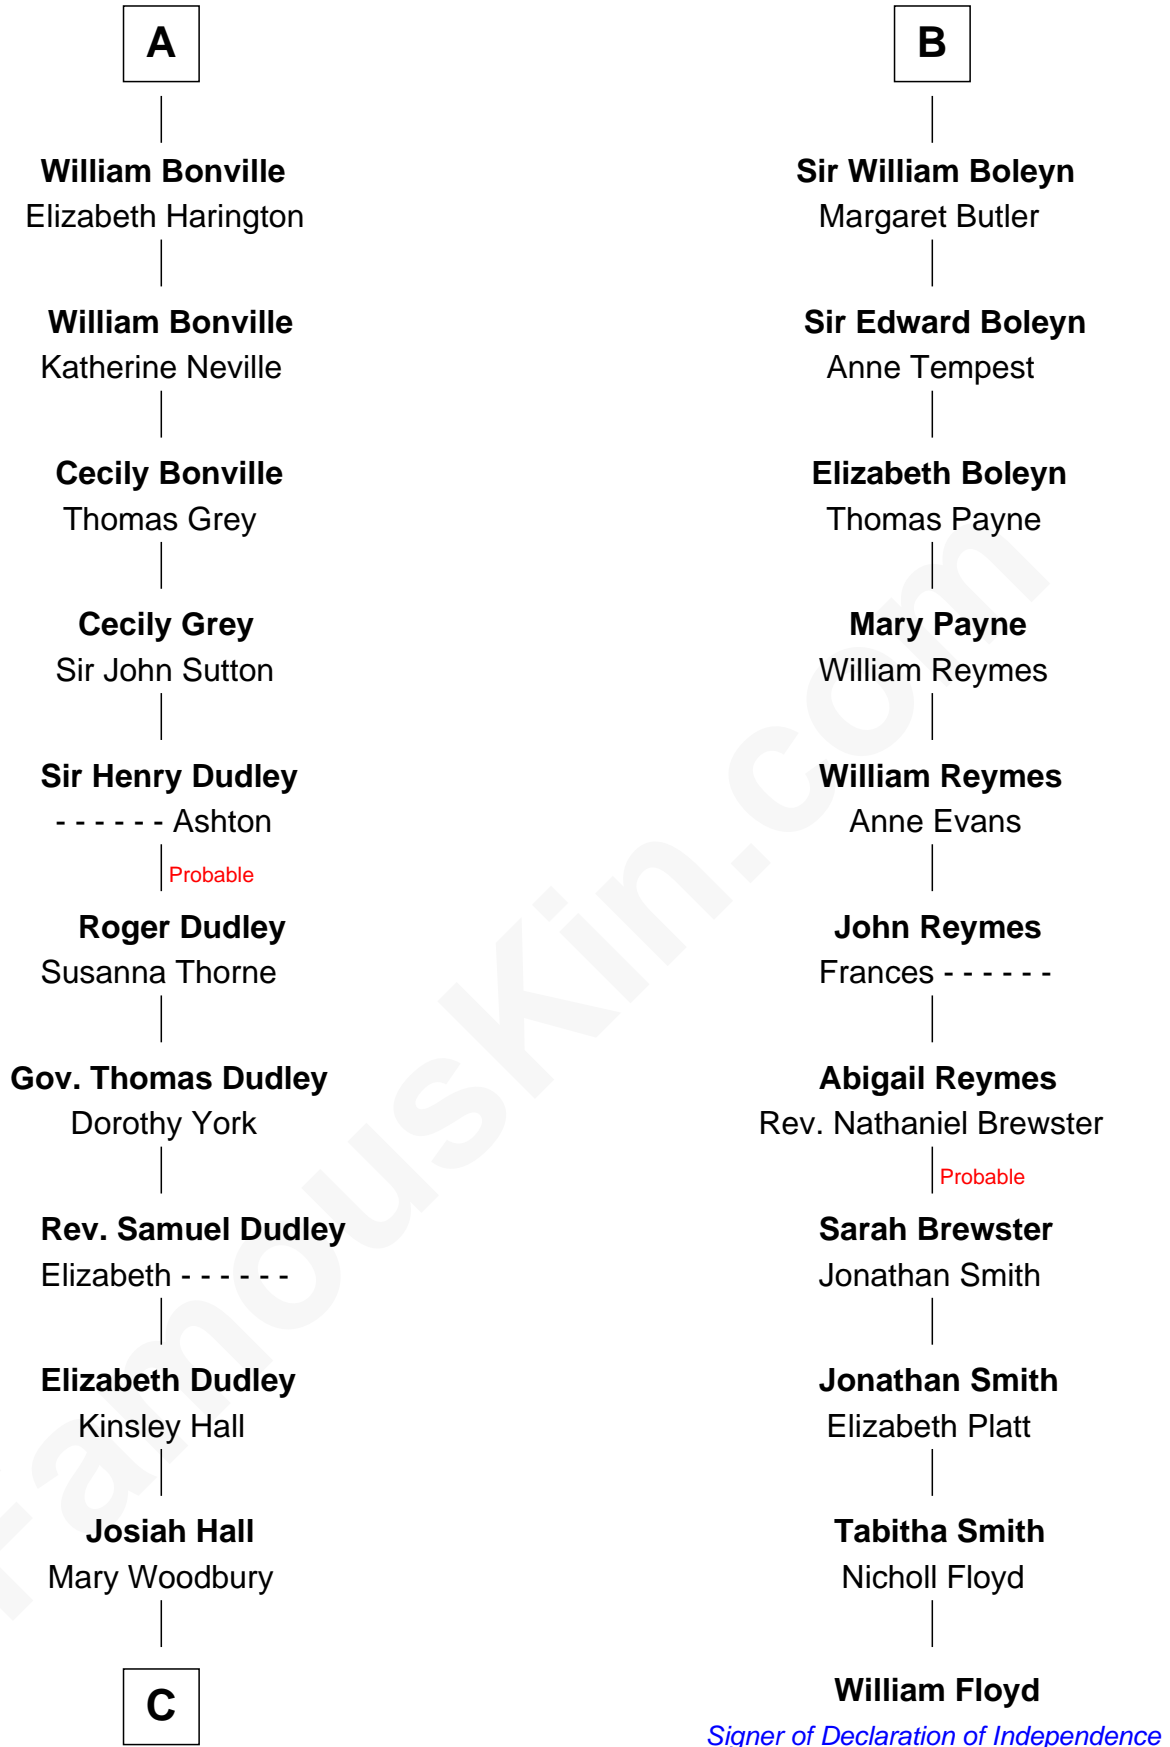 A
William Bonville
Elizabeth Harington
William Bonville
Katherine Neville
Cecily Bonville
Thomas Grey
Cecily Grey
Sir John Sutton
Sir Henry Dudley
- - - - - - Ashton
Probable
Roger Dudley
Susanna Thorne
Gov. Thomas Dudley
Dorothy York
Rev. Samuel Dudley
Elizabeth - - - - - -
Elizabeth Dudley
Kinsley Hall
Josiah Hall
Mary Woodbury
C
B
Sir William Boleyn
Margaret Butler
Sir Edward Boleyn
Anne Tempest
Elizabeth Boleyn
Thomas Payne
Mary Payne
William Reymes
William Reymes
Anne Evans
John Reymes
Frances - - - - - -
Abigail Reymes
Rev. Nathaniel Brewster
Probable
Sarah Brewster
Jonathan Smith
Jonathan Smith
Elizabeth Platt
Tabitha Smith
Nicholl Floyd
William Floyd
Signer of Declaration of Independence
FamousKin.com